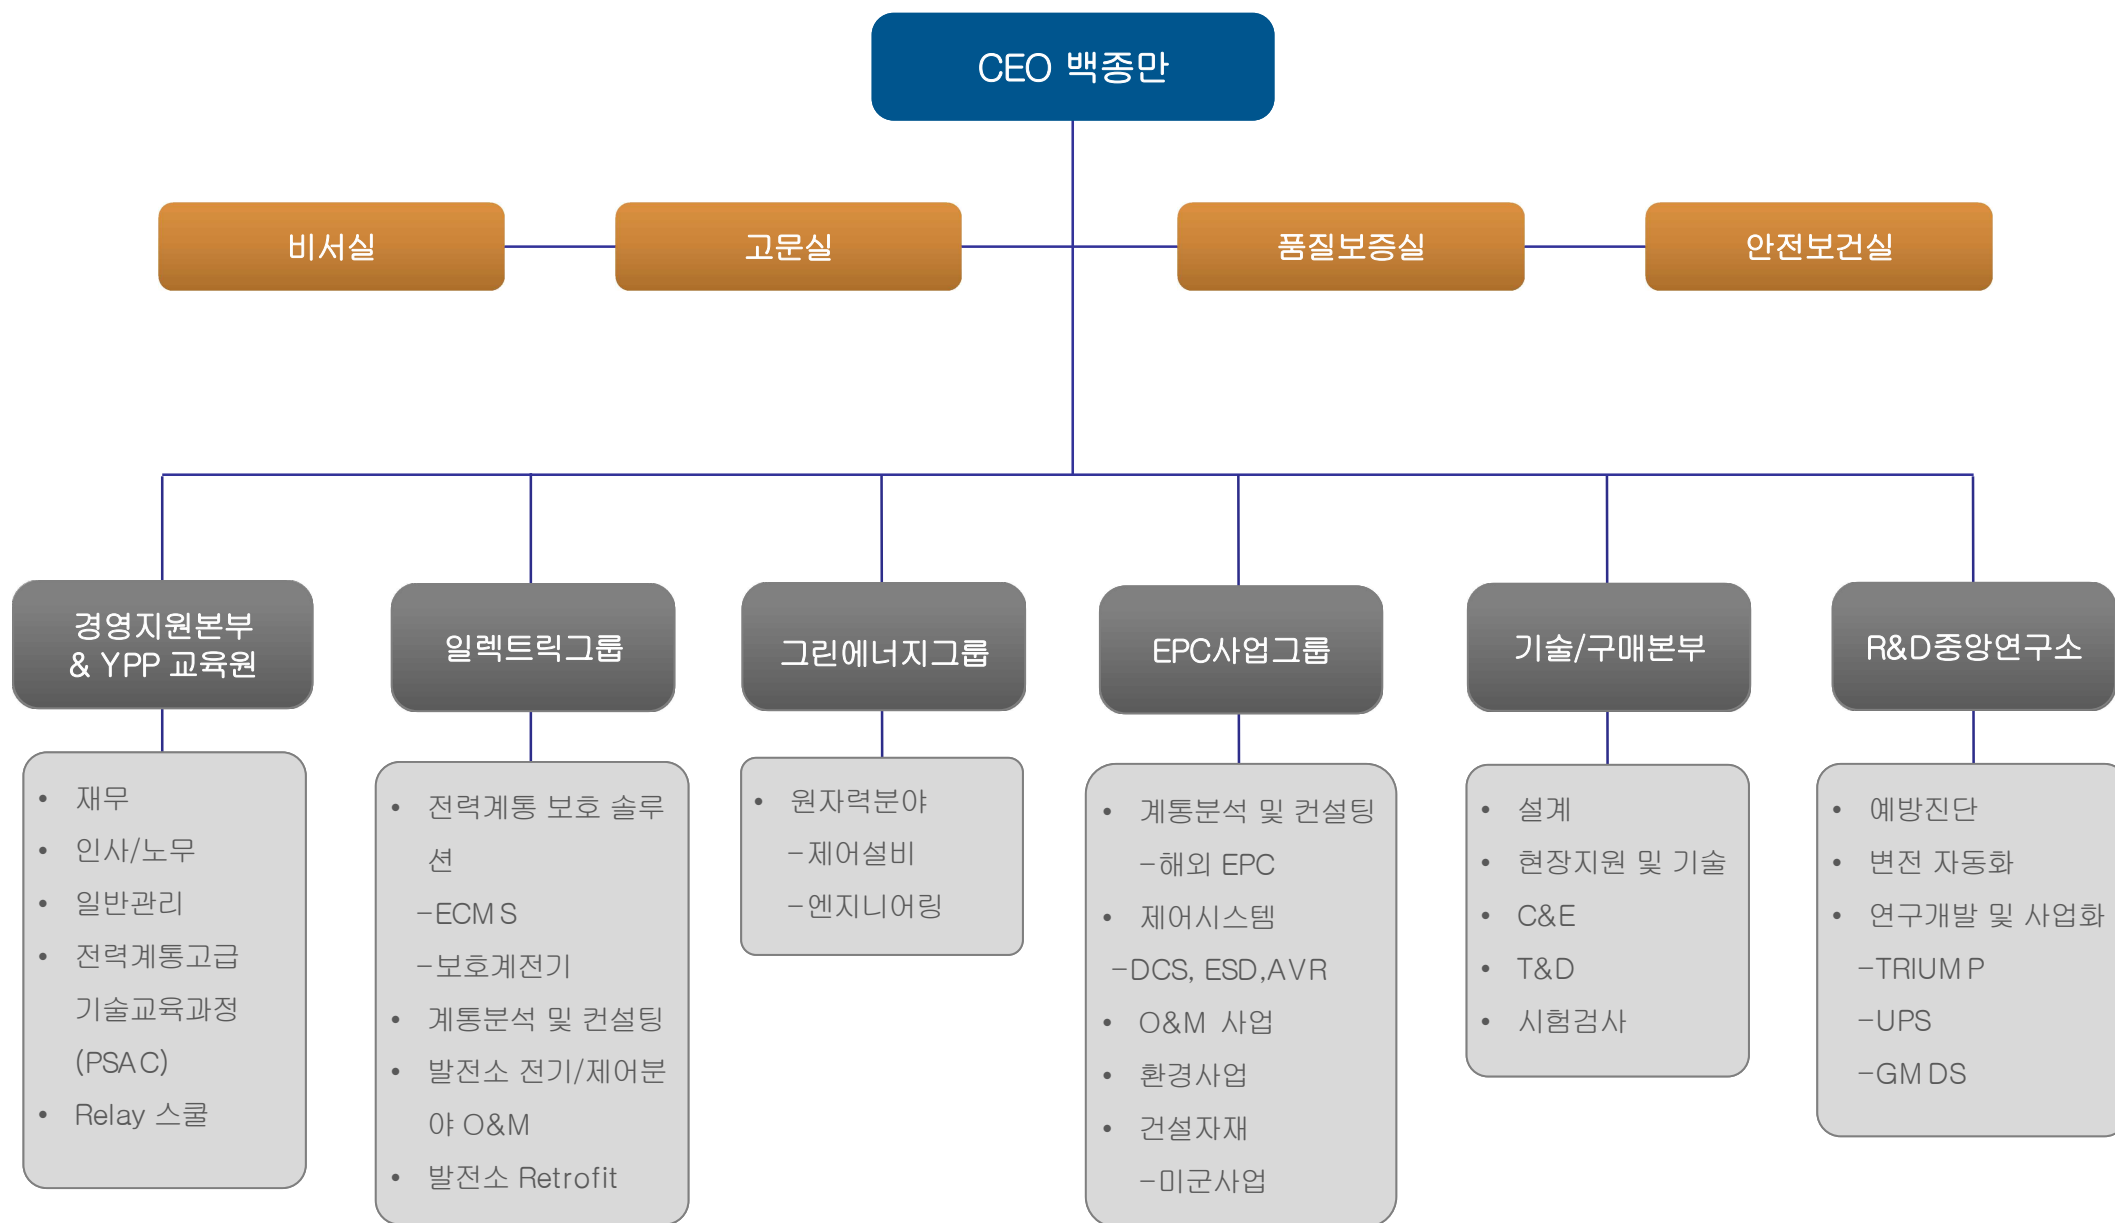 CEO 백종만
비서실
고문실
품질보증실
안전보건실
경영지원본부
& YPP 교육원
일렉트릭그룹
그린에너지그룹
EPC사업그룹
기술/구매본부
R&D중앙연구소
• 재무
• 인사/노무
• 일반관리
• 전력계통고급
기술교육과정
(PSAC)
• Relay 스쿨
• 전력계통 보호 솔루
션
-ECMS
-보호계전기
• 계통분석 및 컨설팅
• 발전소 전기/제어분
야 O&M
• 발전소 Retrofit
• 원자력분야
-제어설비
-엔지니어링
• 계통분석 및 컨설팅
-해외 EPC
• 제어시스템
-DCS, ESD,AVR
• O&M 사업
• 환경사업
• 건설자재
-미군사업
• 설계
• 현장지원 및 기술
• C&E
• T&D
• 시험검사
• 예방진단
• 변전 자동화
• 연구개발 및 사업화
-TRIUMP
-UPS
-GMDS